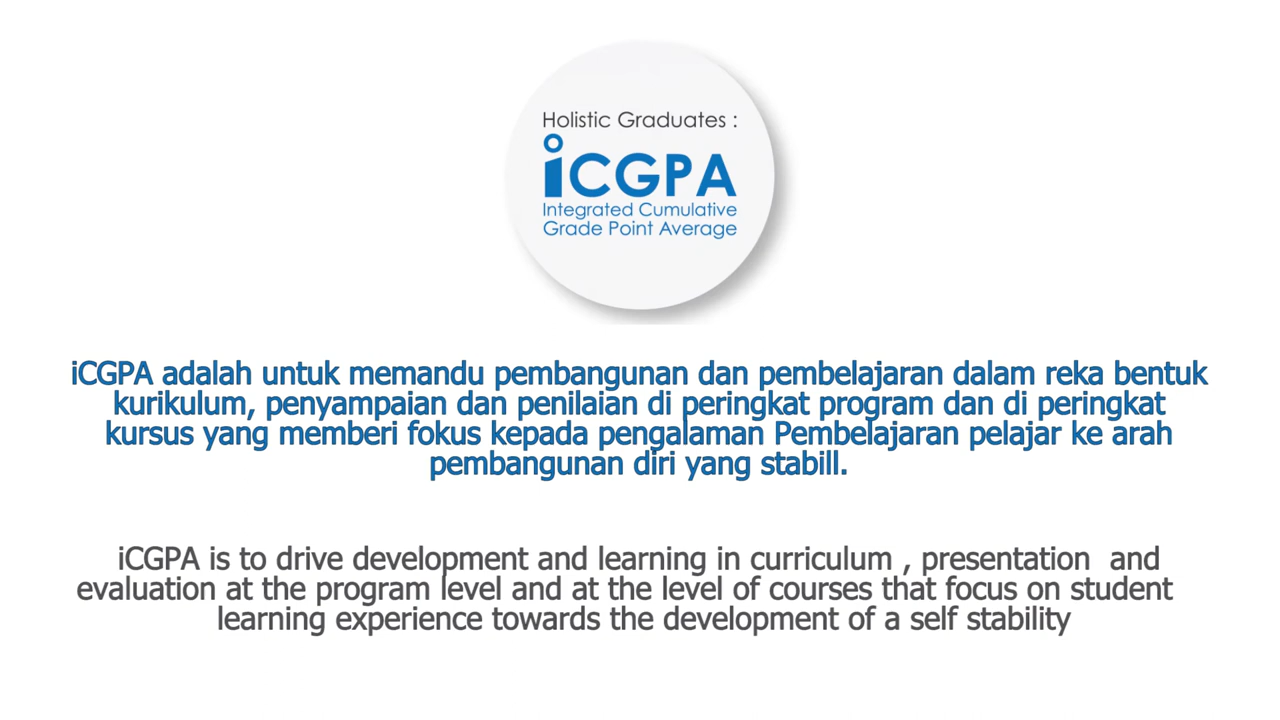 Holistic Graduates :
iCGPA
Integrated Cumulative
Grade Point Average
iCGPA adalah untuk memandu pembangunan dan pembelajaran dalam reka bentuk
kurikulum, penyampaian dan penilaian di peringkat program dan di peringkat
kursus yang memberi fokus kepada pengalaman Pembelajaran pelajar ke arah
pembangunan diri yang stabill.
iCGPA is to drive development and learning in curriculum , presentation  and
evaluation at the program level and at the level of courses that focus on student
learning experience towards the development of a self stability